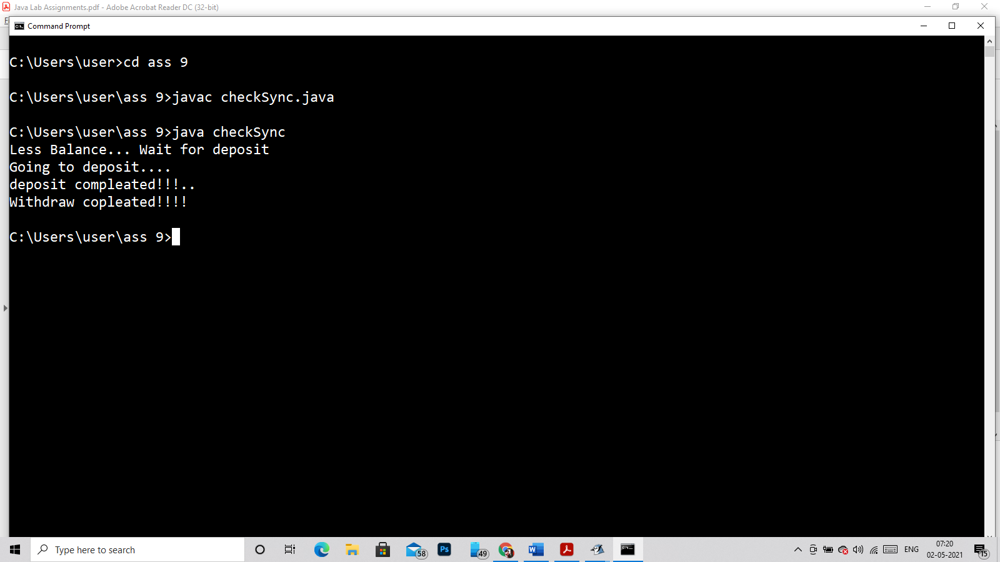 Java Lab Assignments.pdf - Adobe Acrobat Reader DC (32-bit)
Command Prompt
C:\Users\user>cd ass 9
C:\Users\user\ass 9>javac checkSync.java
C:\Users\user\ass 9>java checkSync
Less Balance... Wait for deposit
Going to deposit....
deposit compleated!!!..
Withdraw copleated!!!!
C:\Users\user\ass 9>
Type here to search
58
Ps
49
W
ENG
07:20
02-05-2021
15